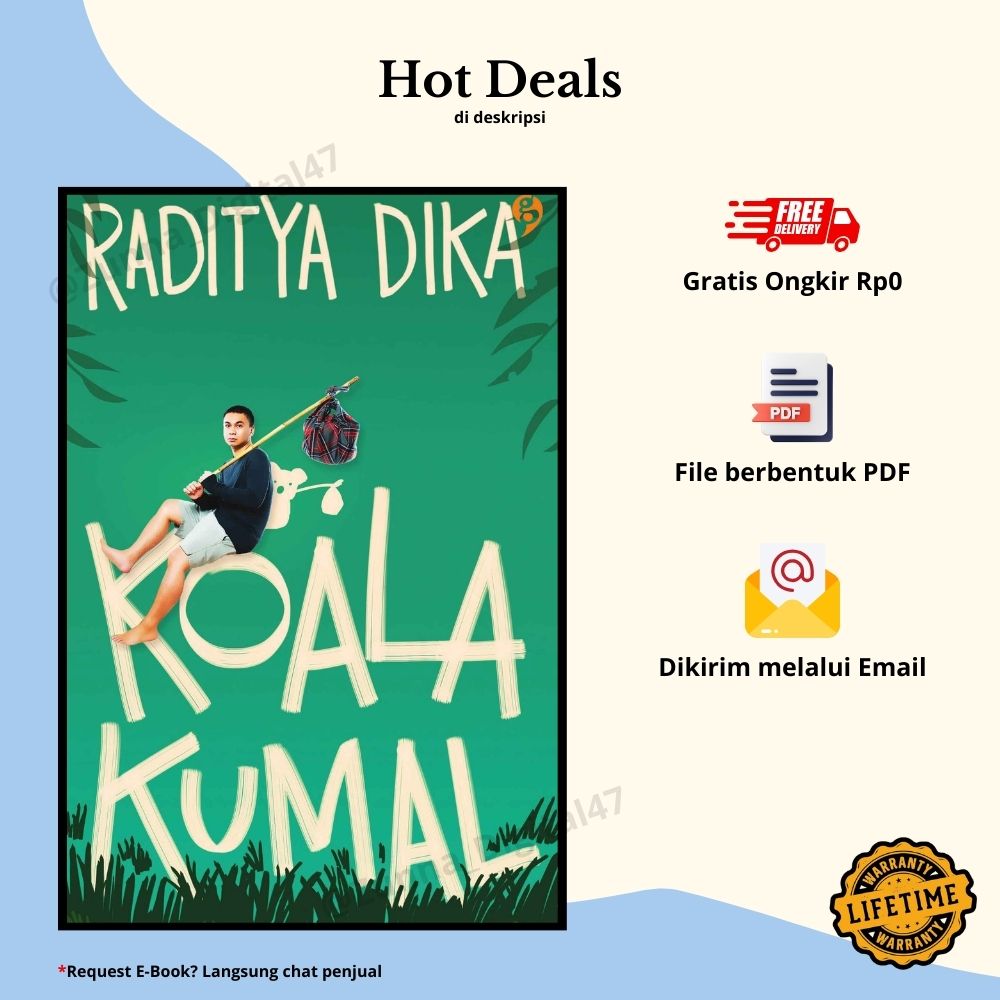 Hot Deals
di deskripsi
RADITYA DIKA
g
KOALA
KUMAL
FREE
DELIVERY
Gratis Ongkir Rp0
PDF
File berbentuk PDF
@
Dikirim melalui Email
WARRANTY
LIFETIME
WARRANTY
*Request E-Book? Langsung chat penjual